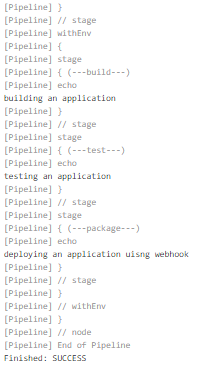 [Pipeline] }
[Pipeline] // stage
[Pipeline] withEnv
[Pipeline] {
[Pipeline] stage
[Pipeline] { (---build---)
[Pipeline] echo
building an application
[Pipeline] }
[Pipeline] // stage
[Pipeline] stage
[Pipeline] { (---test---)
[Pipeline] echo
testing an application
[Pipeline] }
[Pipeline] // stage
[Pipeline] stage
[Pipeline] { (---package---)
[Pipeline] echo
deploying an application uisng webhook
[Pipeline] }
[Pipeline] // stage
[Pipeline] }
[Pipeline] // withEnv
[Pipeline] }
[Pipeline] // node
[Pipeline] End of Pipeline
Finished: SUCCESS